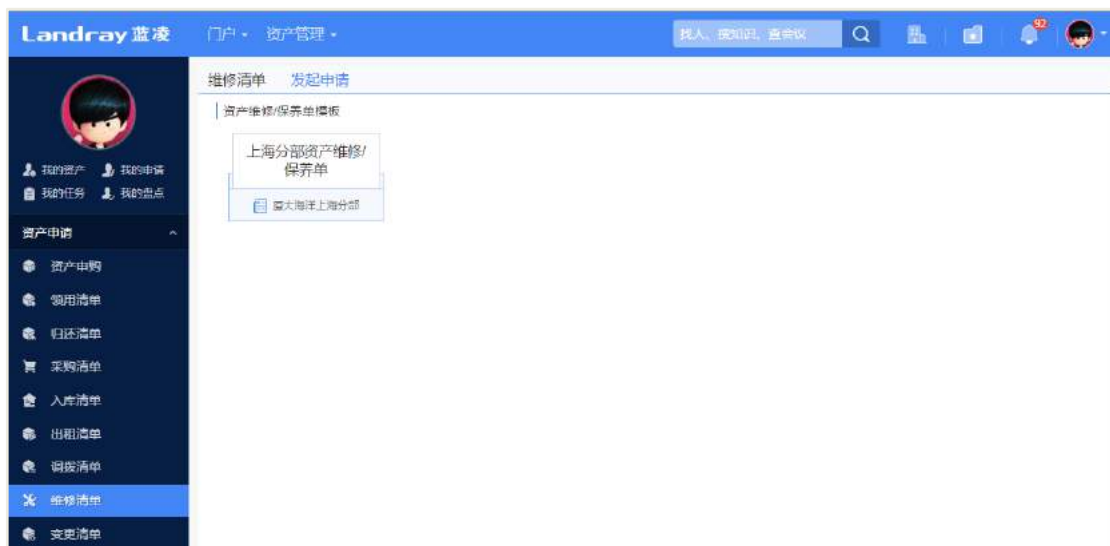 Landray 蓝凌
门户
资产管理
找人、搜知识、查会议
92
我的资产
我的申请
我的任务
我的盘点
资产申请
资产申购
领用清单
归还清单
采购清单
入库清单
出租清单
调拨清单
维修清单
变更清单
维修清单
发起申请
资产维修/保养单模板
上海分部资产维修/
保养单
厦大海洋上海分部